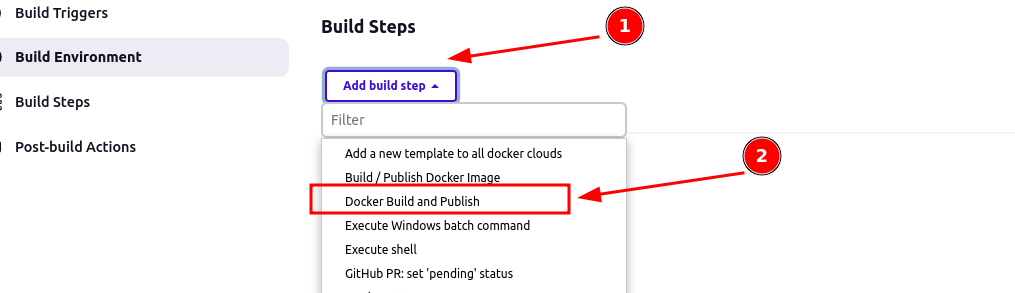 Build Triggers
Build Environment
Build Steps
Post-build Actions
Build Steps
1
Add build step
Filter
2
Add a new template to all docker clouds
Build / Publish Docker Image
Docker Build and Publish
Execute Windows batch command
Execute shell
GitHub PR: set 'pending' status